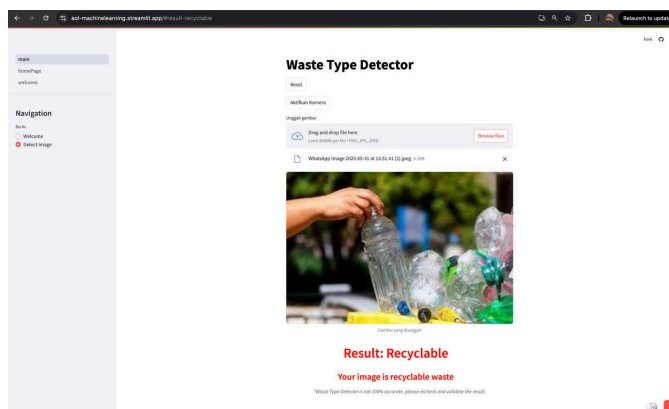 aol-machinelearning.streamlit.app/#result-recyclable
Relaunch to update
Fork
main
homePage
welcome
Navigation
Go to
Welcome
Detect Image
Waste Type Detector
Reset
Aktifkan Kamera
Unggah gambar
Drag and drop file here
Limit 200MB per file • PNG, JPG, JPEG
Browse files
WhatsApp Image 2025-05-31 at 13.51.41 (1).jpeg
Gambar yang diunggah
Result: Recyclable
Your image is recyclable waste
*Waste Type Detector is not 100% accurate, please recheck and validate the result.